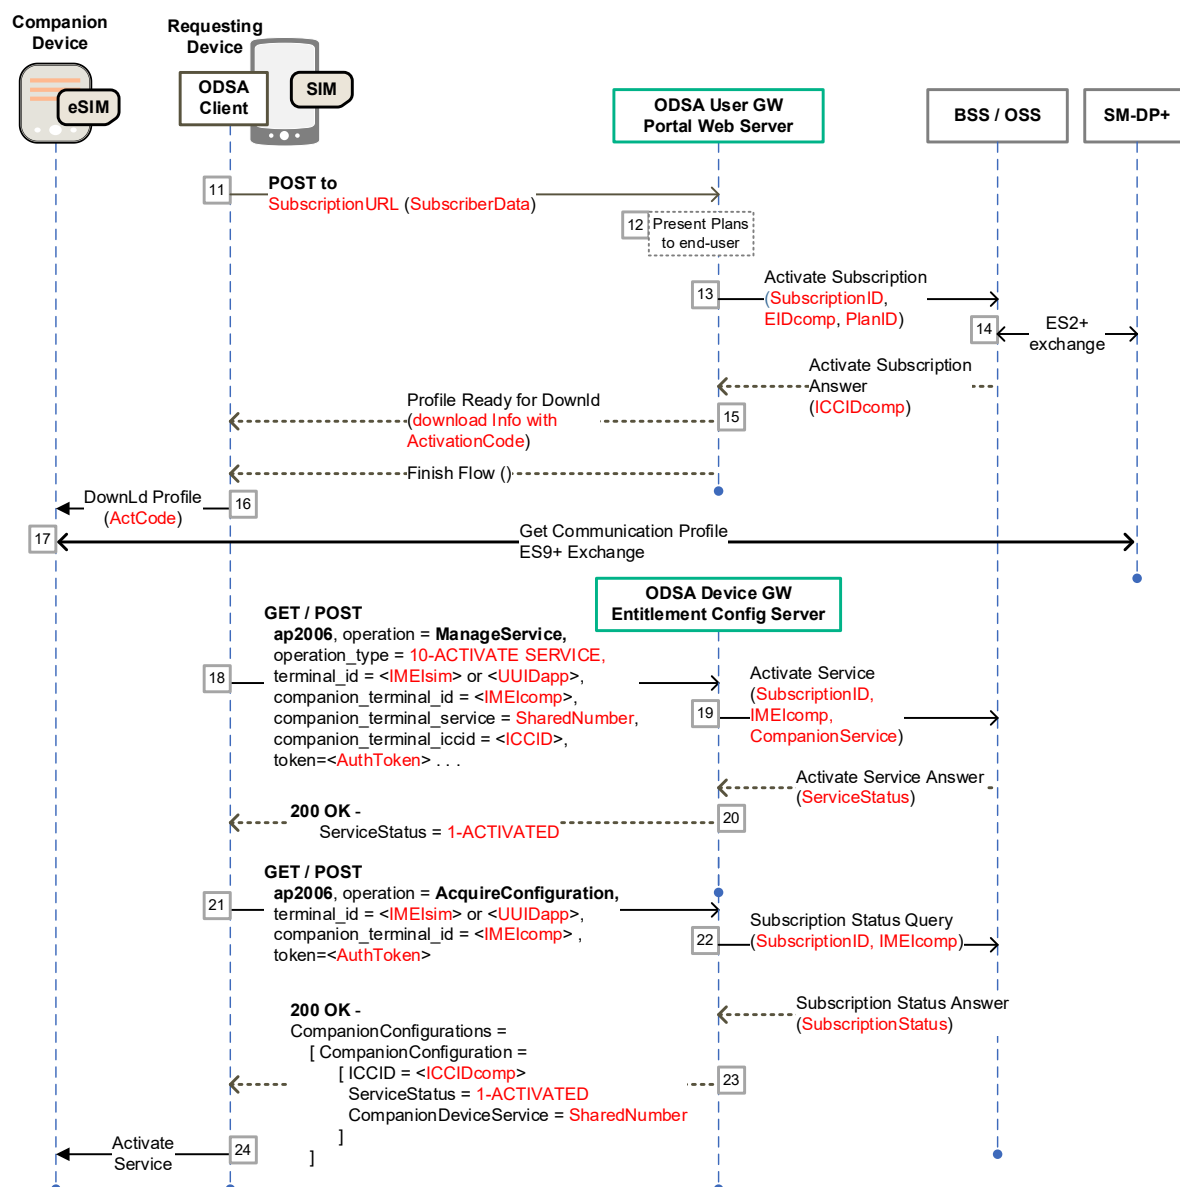 Companion
Device
Requesting
Device
eSIM
ODSA
Client
SIM
ODSA User GW
Portal Web Server
BSS / OSS
SM-DP+
11
POST to
SubscriptionURL (SubscriberData)
12
Present Plans
to end-user
13
Activate Subscription
(SubscriptionID,
EIDcomp, PlanID)
14
ES2+
exchange
Activate Subscription
Answer
(ICCIDcomp)
15
Profile Ready for Downld
(download Info with
ActivationCode)
Finish Flow ()
16
DownLd Profile
(ActCode)
17
Get Communication Profile
ES9+ Exchange
ODSA Device GW
Entitlement Config Server
18
GET / POST
ap2006, operation = ManageService,
operation_type = 10-ACTIVATE SERVICE,
terminal_id = <IMEIsim> or <UUIDapp>,
companion_terminal_id = <IMEIcomp>,
companion_terminal_service = SharedNumber,
companion_terminal_iccid = <ICCID>,
token=<AuthToken> . . .
19
Activate Service
(SubscriptionID,
IMEIcomp,
CompanionService)
Activate Service Answer
(ServiceStatus)
20
200 OK -
ServiceStatus = 1-ACTIVATED
21
GET / POST
ap2006, operation = AcquireConfiguration,
terminal_id = <IMEIsim> or <UUIDapp>,
companion_terminal_id = <IMEIcomp> ,
token=<AuthToken>
22
Subscription Status Query
(SubscriptionID, IMEIcomp)
Subscription Status Answer
(SubscriptionStatus)
23
200 OK -
CompanionConfigurations =
[ CompanionConfiguration =
[ ICCID = <ICCIDcomp>
ServiceStatus = 1-ACTIVATED
CompanionDeviceService = SharedNumber
]
]
24
Activate
Service